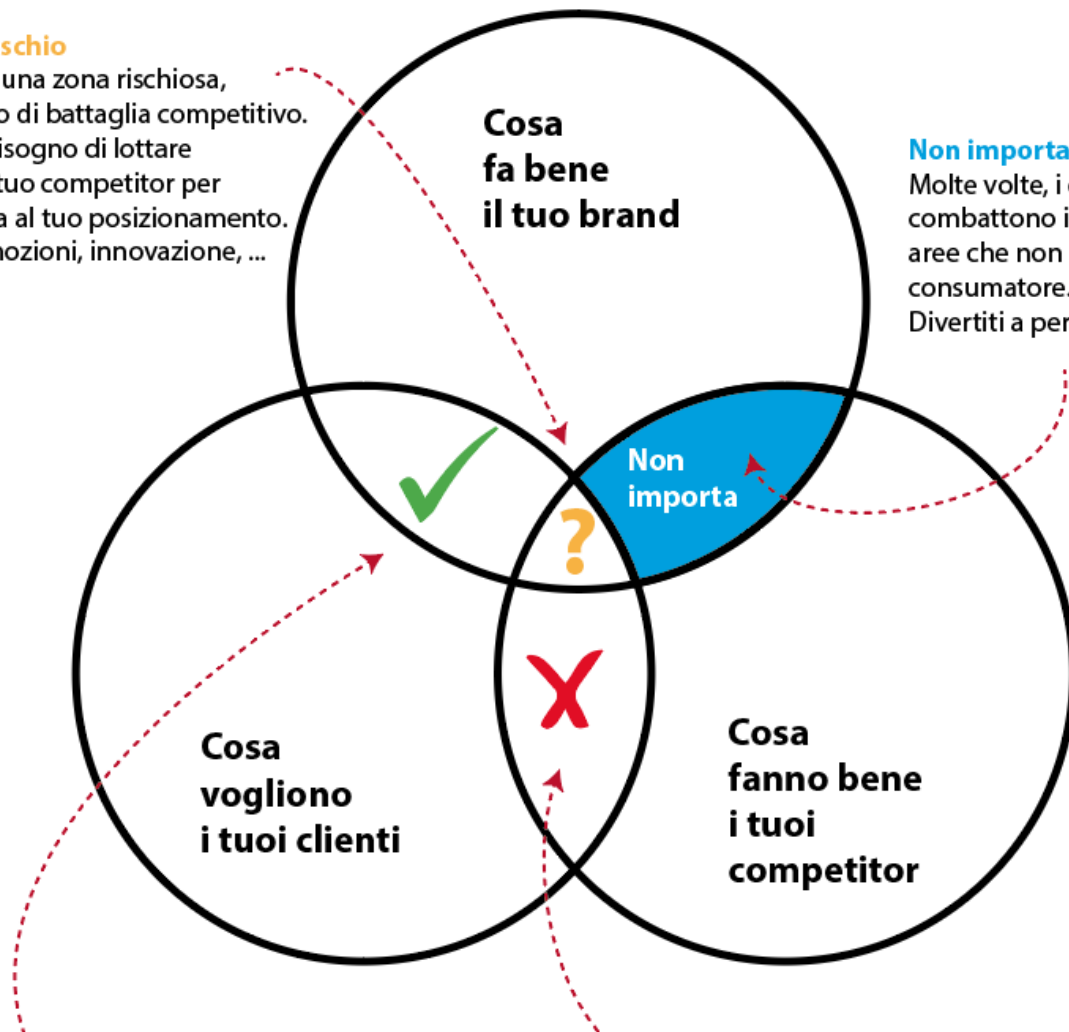 schio
una zona rischiosa,
o di battaglia competitivo.
isogno di lottare
tuo competitor per
a al tuo posizionamento.
nozioni, innovazione, ...
Cosa
fa bene
il tuo brand
Non importa
Molte volte, i
combattono i
aree che non
consumatore.
Divertiti a per
Non
importa
?
Cosa
vogliono
i tuoi clienti
Cosa
fanno bene
i tuoi
competitor